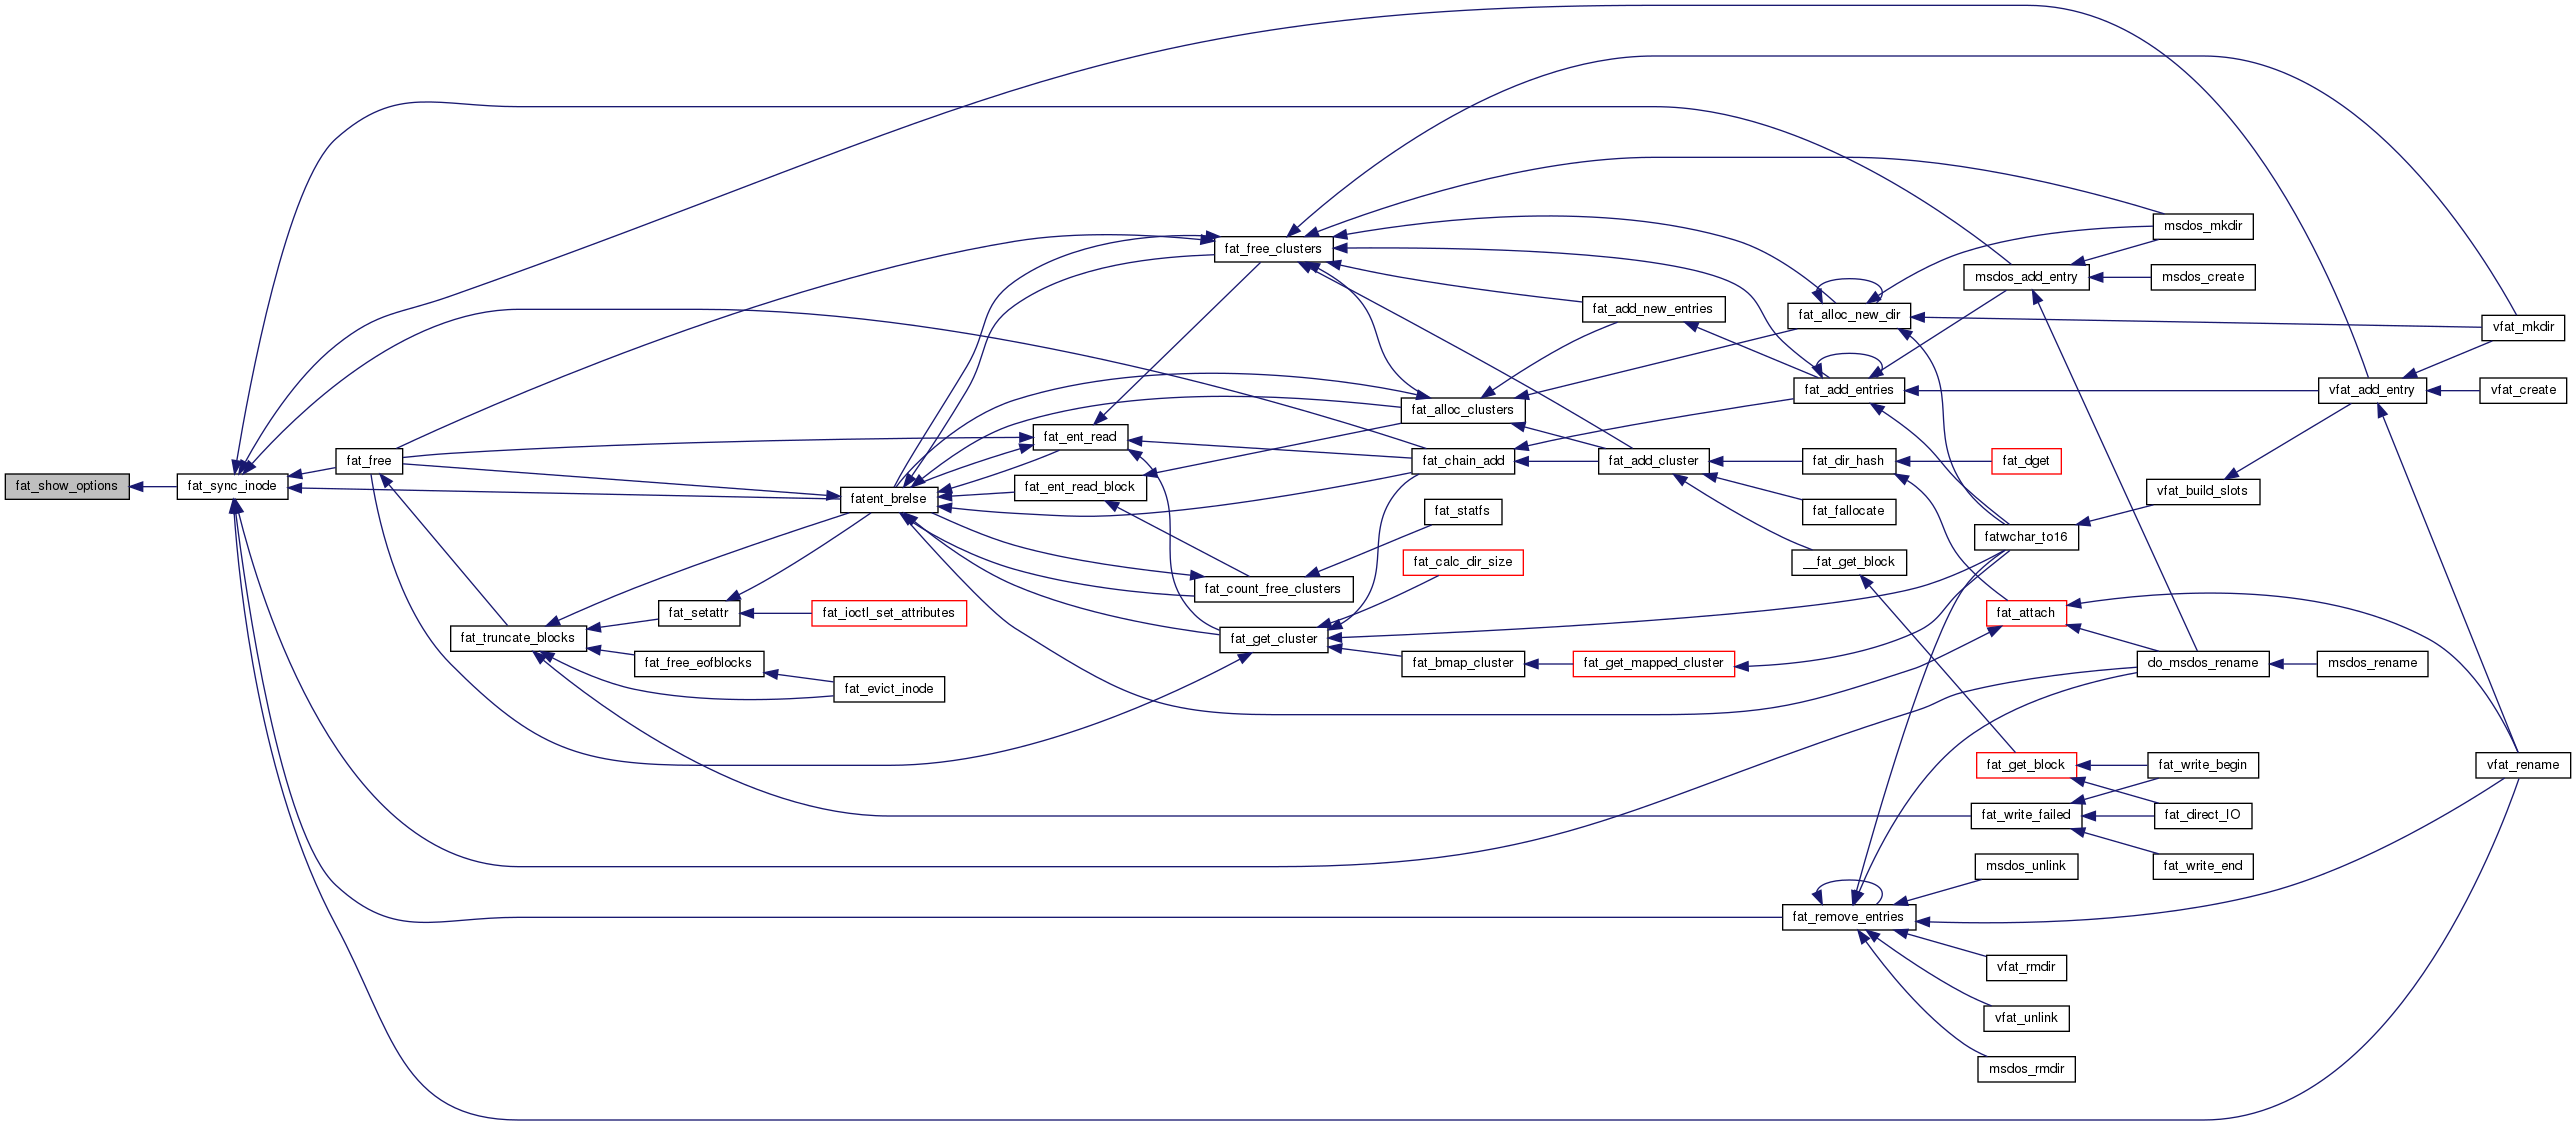 fat_show_options
fat_sync_inode
fat_free
fat_truncate_blocks
fat_setattr
fat_free_eofblocks
fatent_brelse
fat_ioctl_set_attributes
fat_evict_inode
fat_ent_read
fat_ent_read_block
fat_free_clusters
fat_count_free_clusters
fat_get_cluster
fat_alloc_clusters
fat_chain_add
fat_statfs
fat_calc_dir_size
fat_bmap_cluster
fat_add_new_entries
fat_add_cluster
fat_get_mapped_cluster
fat_alloc_new_dir
fat_add_entries
fat_dir_hash
fat_fallocate
__fat_get_block
fat_remove_entries
msdos_add_entry
fat_dget
fatwchar_to16
fat_attach
fat_get_block
fat_write_failed
msdos_unlink
vfat_rmdir
vfat_unlink
msdos_rmdir
msdos_mkdir
msdos_create
vfat_build_slots
do_msdos_rename
fat_write_begin
fat_direct_IO
fat_write_end
vfat_add_entry
msdos_rename
vfat_mkdir
vfat_create
vfat_rename